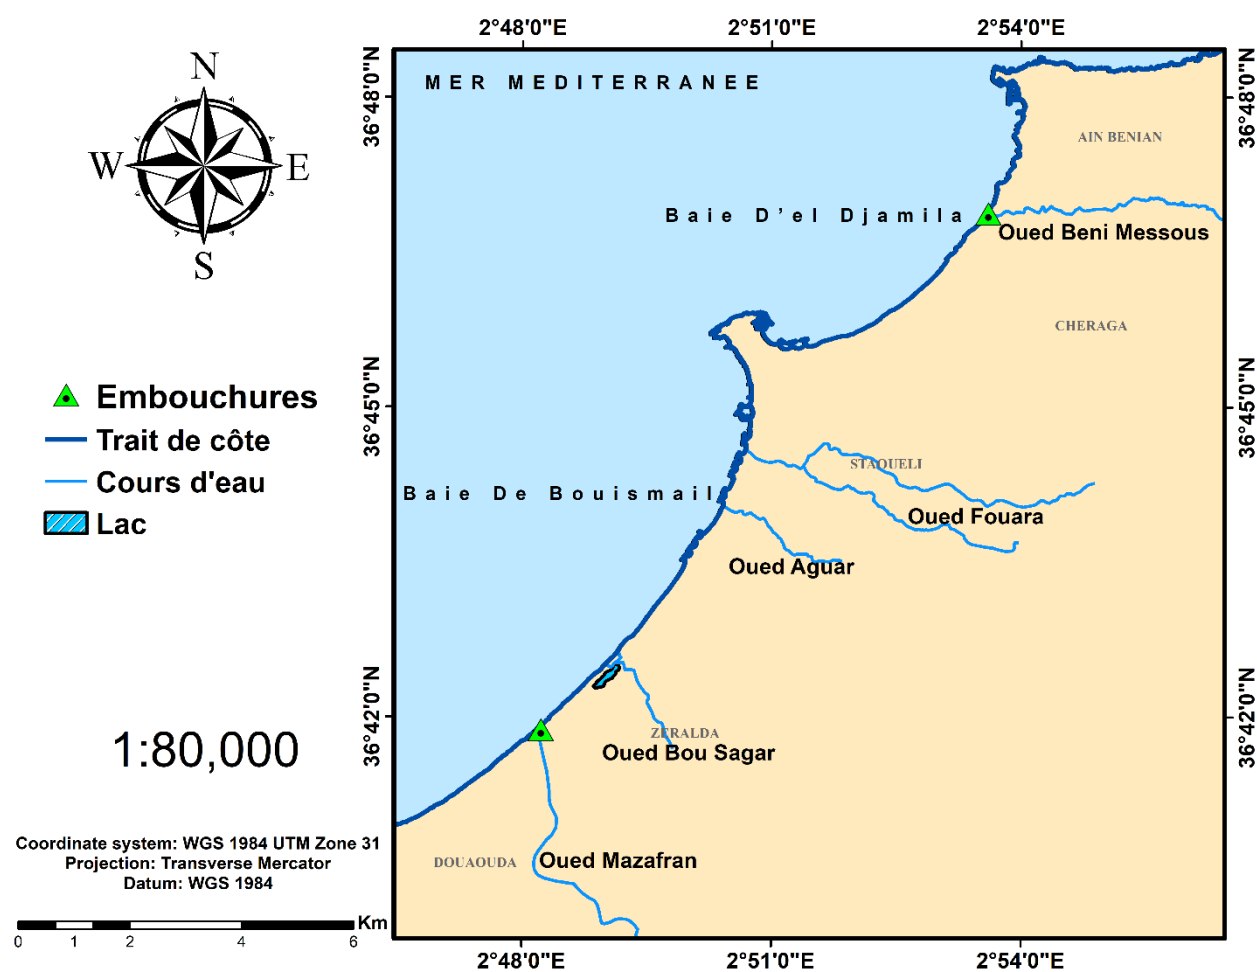 2°48'0"E 2°51'0"E 2°54'0"E
N
W E
S
MER MEDITERRANEE
36°48'0"N 36°48'0"N
AIN BENIAN
Baie D'el Djamila
Oued Beni Messous
CHERAGA
Embouchures
Trait de côte
Cours d'eau
Lac
36°45'0"N 36°45'0"N
STAOUELI
Baie De Bouismail
Oued Fouara
Oued Aguar
36°42'0"N 36°42'0"N
ZERALDA
Oued Bou Sagar
1:80,000
Coordinate system: WGS 1984 UTM Zone 31
Projection: Transverse Mercator
Datum: WGS 1984
DOUAOUDA
Oued Mazafran
Km
0 1 2 4 6
2°48'0"E 2°51'0"E 2°54'0"E